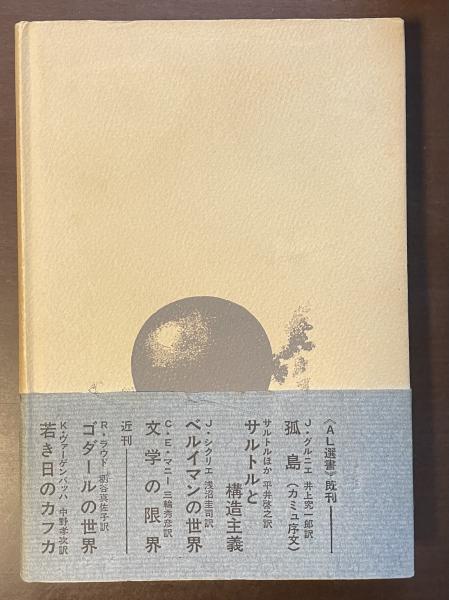 〈AL選書〉既刊
J・グルニエ 井上究一郎訳
孤島（カミュ序文）
サルトルほか 平井啓之訳
サルトルと
構造主義
J・シクリエ 浅沼圭司訳
ベルイマンの世界
C・E・マニー 三輪秀彦訳
文学の限界
近刊
R・ラウド 柄谷真佐子訳
ゴダールの世界
K・ヴァーゲンバッハ 中野孝次訳
若き日のカフカ